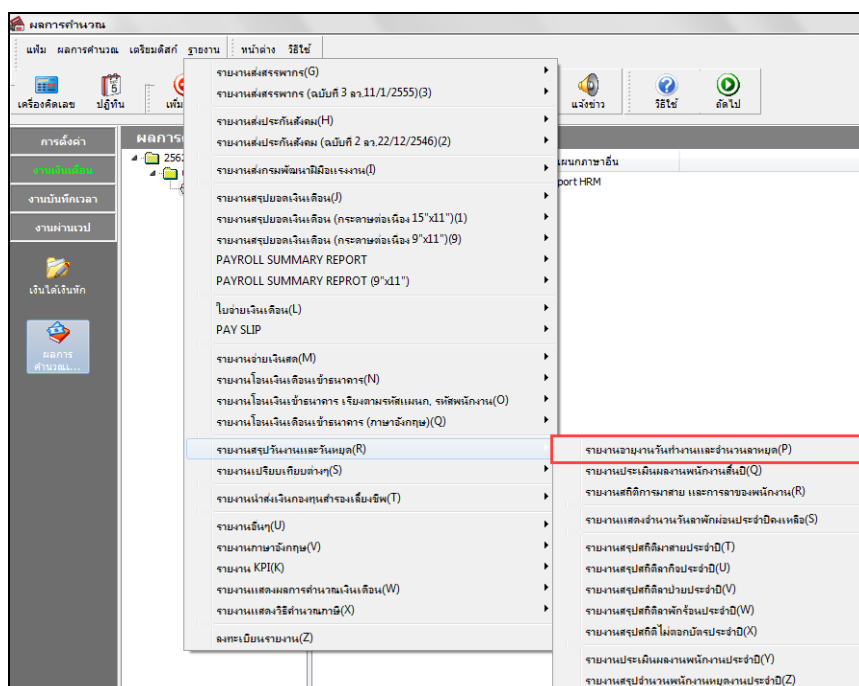 ผลการคำนวณ
แฟ้ม ผลการคำนวณ เตรียมดิสก์ รายงาน หน้าต่าง วิธีใช้
เครื่องคิดเลข ปฏิทิน เพิ่ม แจ้งข่าว วิธีใช้ ถัดไป
การตั้งค่า
งานเงินเดือน
งานบันทึกเวลา
งานผ่านเวป
เงินได้เงินหัก
ผลการ
คำนวณเ...
ผลการ
2562
แผนกภาษาอื่น
port HRM
รายงานส่งสรรพากร(G)
รายงานส่งสรรพากร (ฉบับที่ 3 ลว.11/1/2555)(3)
รายงานส่งประกันสังคม(H)
รายงานส่งประกันสังคม (ฉบับที่ 2 ลว.22/12/2546)(2)
รายงานส่งกรมพัฒนาฝีมือแรงงาน(I)
รายงานสรุปยอดเงินเดือน(J)
รายงานสรุปยอดเงินเดือน (กระดาษต่อเนื่อง 15"x11")(1)
รายงานสรุปยอดเงินเดือน (กระดาษต่อเนื่อง 9"x11")(9)
PAYROLL SUMMARY REPORT
PAYROLL SUMMARY REPROT (9"x11")
ใบจ่ายเงินเดือน(L)
PAY SLIP
รายงานจ่ายเงินสด(M)
รายงานโอนเงินเดือนเข้าธนาคาร(N)
รายงานโอนเงินเข้าธนาคาร เรียงตามรหัสแผนก, รหัสพนักงาน(O)
รายงานโอนเงินเดือนเข้าธนาคาร (ภาษาอังกฤษ)(Q)
รายงานสรุปวันงานและวันหยุด(R)
รายงานเปรียบเทียบต่างๆ(S)
รายงานนำส่งเงินกองทุนสำรองเลี้ยงชีพ(T)
รายงานอื่นๆ(U)
รายงานภาษาอังกฤษ(V)
รายงาน KPI(K)
รายงานแสดงผลการคำนวณเงินเดือน(W)
รายงานแสดงวิธีคำนวณภาษี(X)
ลงทะเบียนรายงาน(Z)
รายงานอายุงานวันทำงานและจำนวนลาหยุด(P)
รายงานประเมินผลงานพนักงานสิ้นปี(Q)
รายงานสถิติการมาสาย และการลาของพนักงาน(R)
รายงานแสดงจำนวนวันลาพักผ่อนประจำปีคงเหลือ(S)
รายงานสรุปสถิติมาสายประจำปี(T)
รายงานสรุปสถิติลากิจประจำปี(U)
รายงานสรุปสถิติลาป่วยประจำปี(V)
รายงานสรุปสถิติลาพักร้อนประจำปี(W)
รายงานสรุปสถิติไม่ตอกบัตรประจำปี(X)
รายงานประเมินผลงานพนักงานประจำปี(Y)
รายงานสรุปจำนวนพนักงานหยุดงานประจำปี(Z)